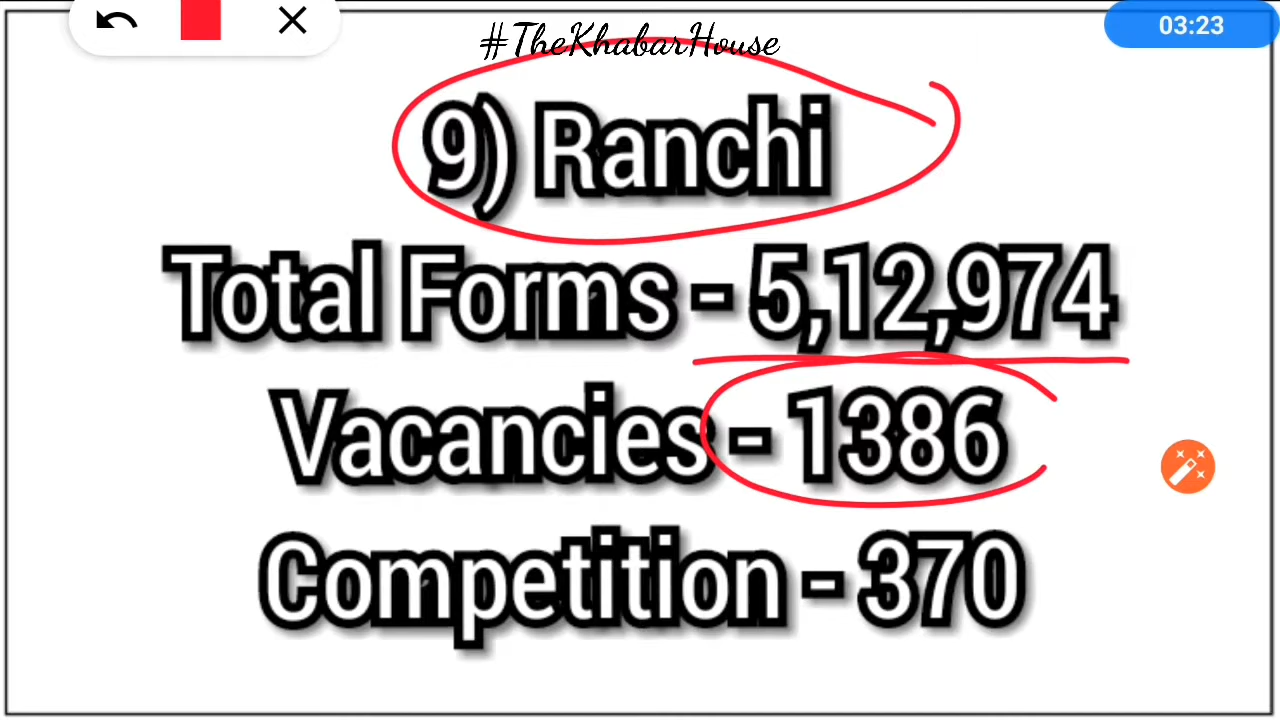 03:23
#TheKhabarHouse
9) Ranchi
Total Forms - 5,12,974
Vacancies - 1386
Competition - 370